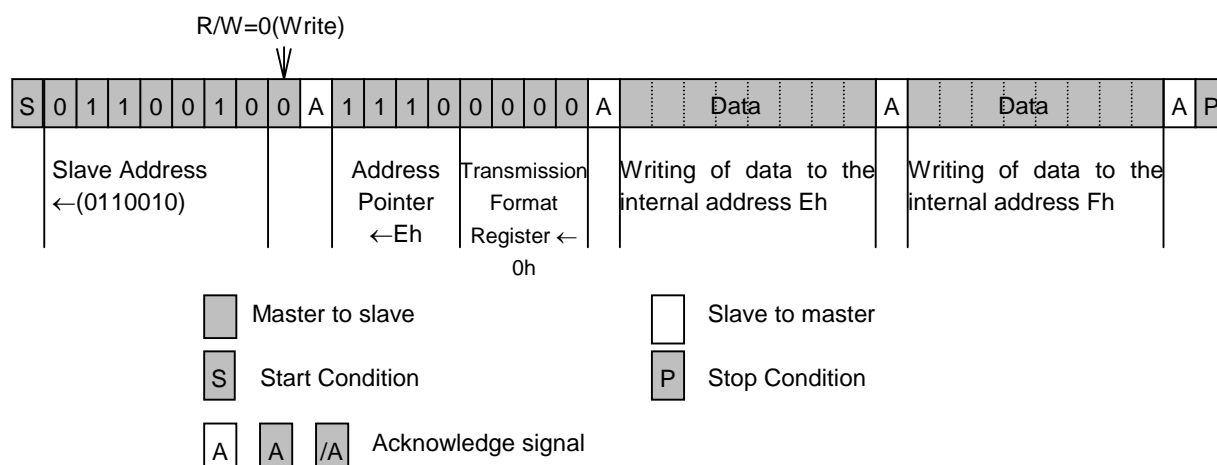 R/W=0(Write)
S 0 1 1 0 0 1 0 0 A 1 1 1 0 0 0 0 0 A Data A Data A P
Slave Address
←(0110010)
Address
Pointer
←Eh
Transmission
Format
Register ←
0h
Writing of data to the
internal address Eh
Writing of data to the
internal address Fh
Master to slave
Slave to master
S Start Condition
P Stop Condition
A A /A Acknowledge signal